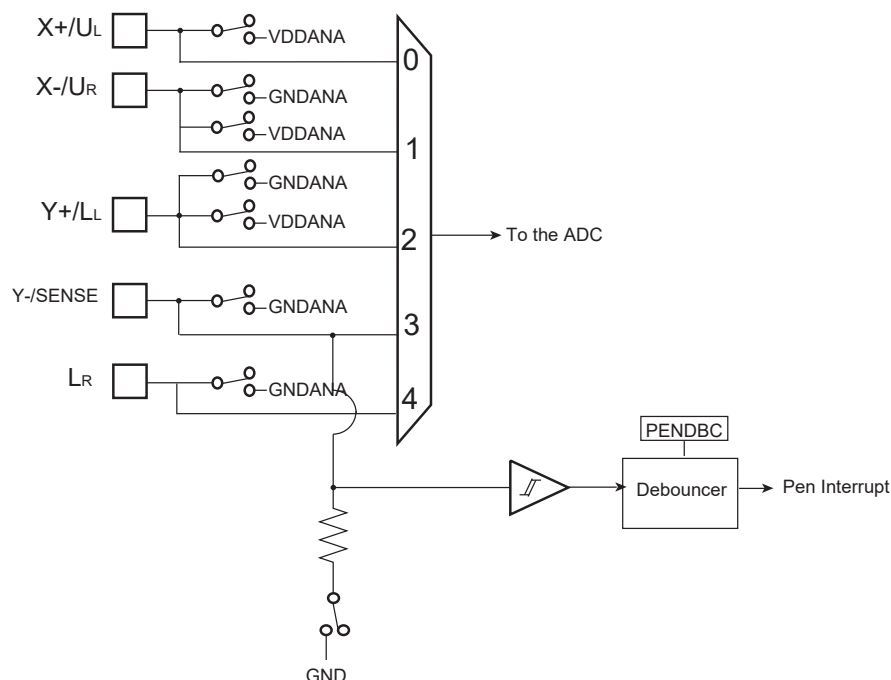 X+/UL
VDDANA
0
X-/UR
GNDANA
VDDANA
1
GNDANA
Y+/LL
VDDANA
2
To the ADC
Y-/SENSE
GNDANA
3
LR
GNDANA
4
PENDBC
Debouncer
Pen Interrupt
GND